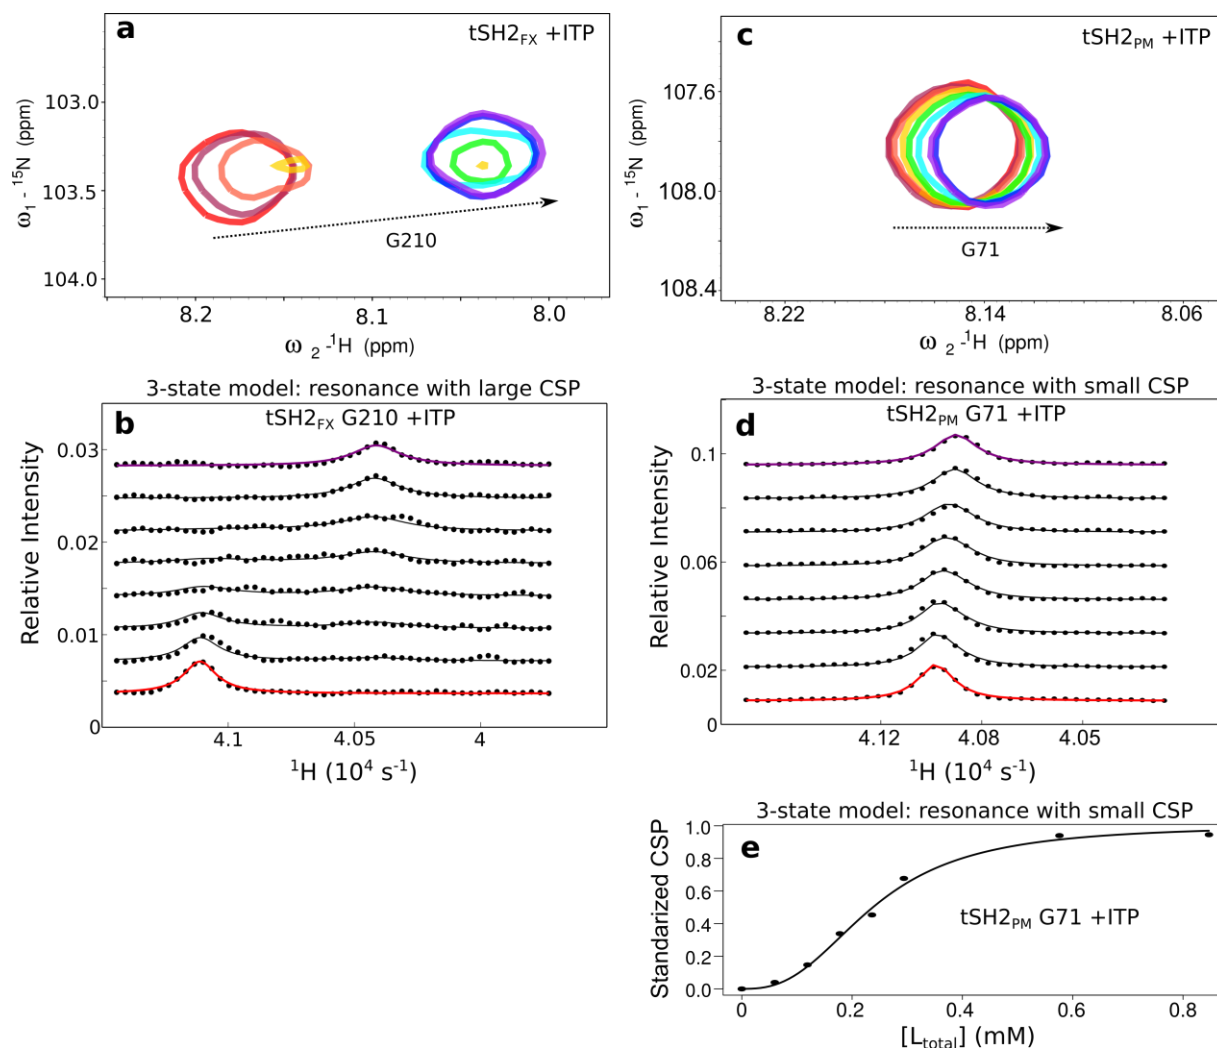 a
tSH2FX +ITP
103.0
103.5
104.0
ω1 - 15N (ppm)
G210
8.2
8.1
8.0
ω 2 -1H (ppm)
c
tSH2PM +ITP
107.6
108.0
108.4
ω1 - 15N (ppm)
G71
8.22
8.14
8.06
ω 2 -1H (ppm)
3-state model: resonance with large CSP
b
tSH2FX G210 +ITP
0.03
0.02
0.01
0
Relative Intensity
4.1
4.05
4
1H (10^4 s-1)
3-state model: resonance with small CSP
d
tSH2PM G71 +ITP
0.1
0.06
0.02
0
Relative Intensity
4.12
4.08
4.05
1H (10^4 s-1)
3-state model: resonance with small CSP
e
1.0
0.8
0.6
0.4
0.2
0.0
Standarized CSP
tSH2PM G71 +ITP
0
0.2
0.4
0.6
0.8
[Ltotal] (mM)